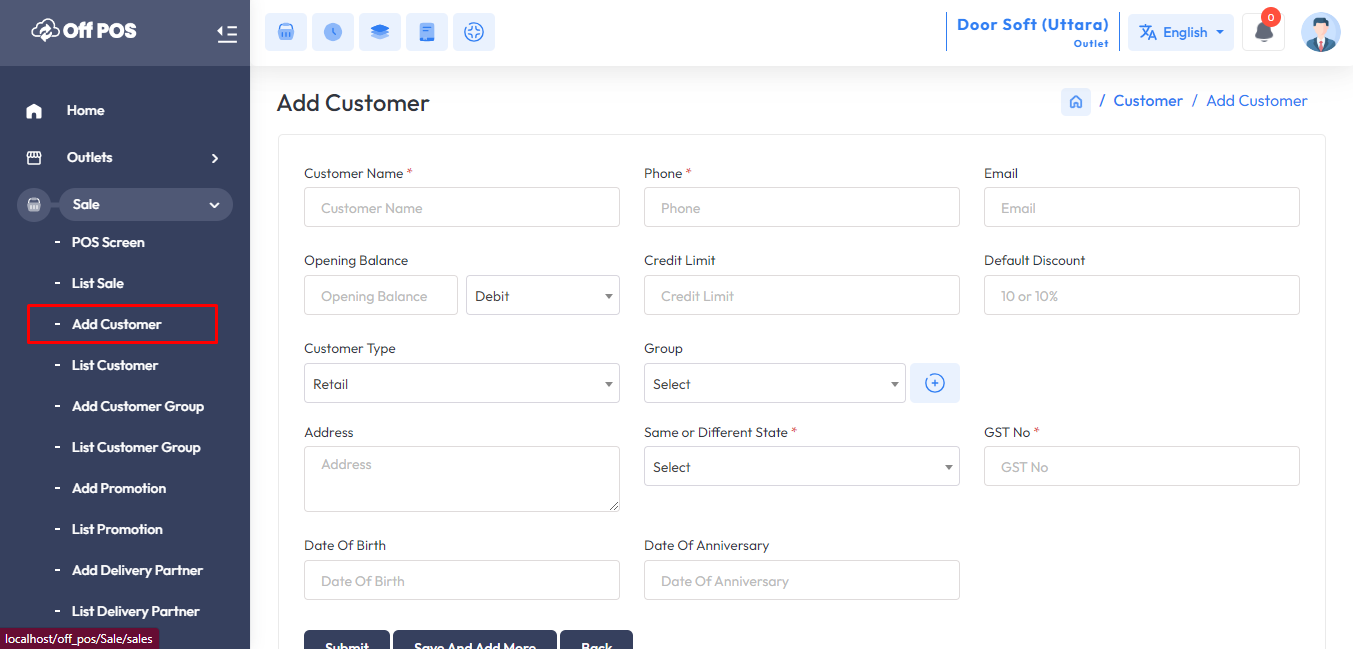 Off POS
Door Soft (Uttara)
Outlet
English
0
Home
Outlets
Sale
- POS Screen
- List Sale
- Add Customer
- List Customer
- Add Customer Group
- List Customer Group
- Add Promotion
- List Promotion
- Add Delivery Partner
- List Delivery Partner
localhost/off_pos/Sale/sales
Add Customer
/ Customer / Add Customer
Customer Name * Phone * Email
Customer Name Phone Email
Opening Balance Credit Limit Default Discount
Opening Balance Debit Credit Limit 10 or 10%
Customer Type Group
Retail Select
Address Same or Different State * GST No *
Address Select GST No
Date Of Birth Date Of Anniversary
Date Of Birth Date Of Anniversary
Submit Save And Add More Back